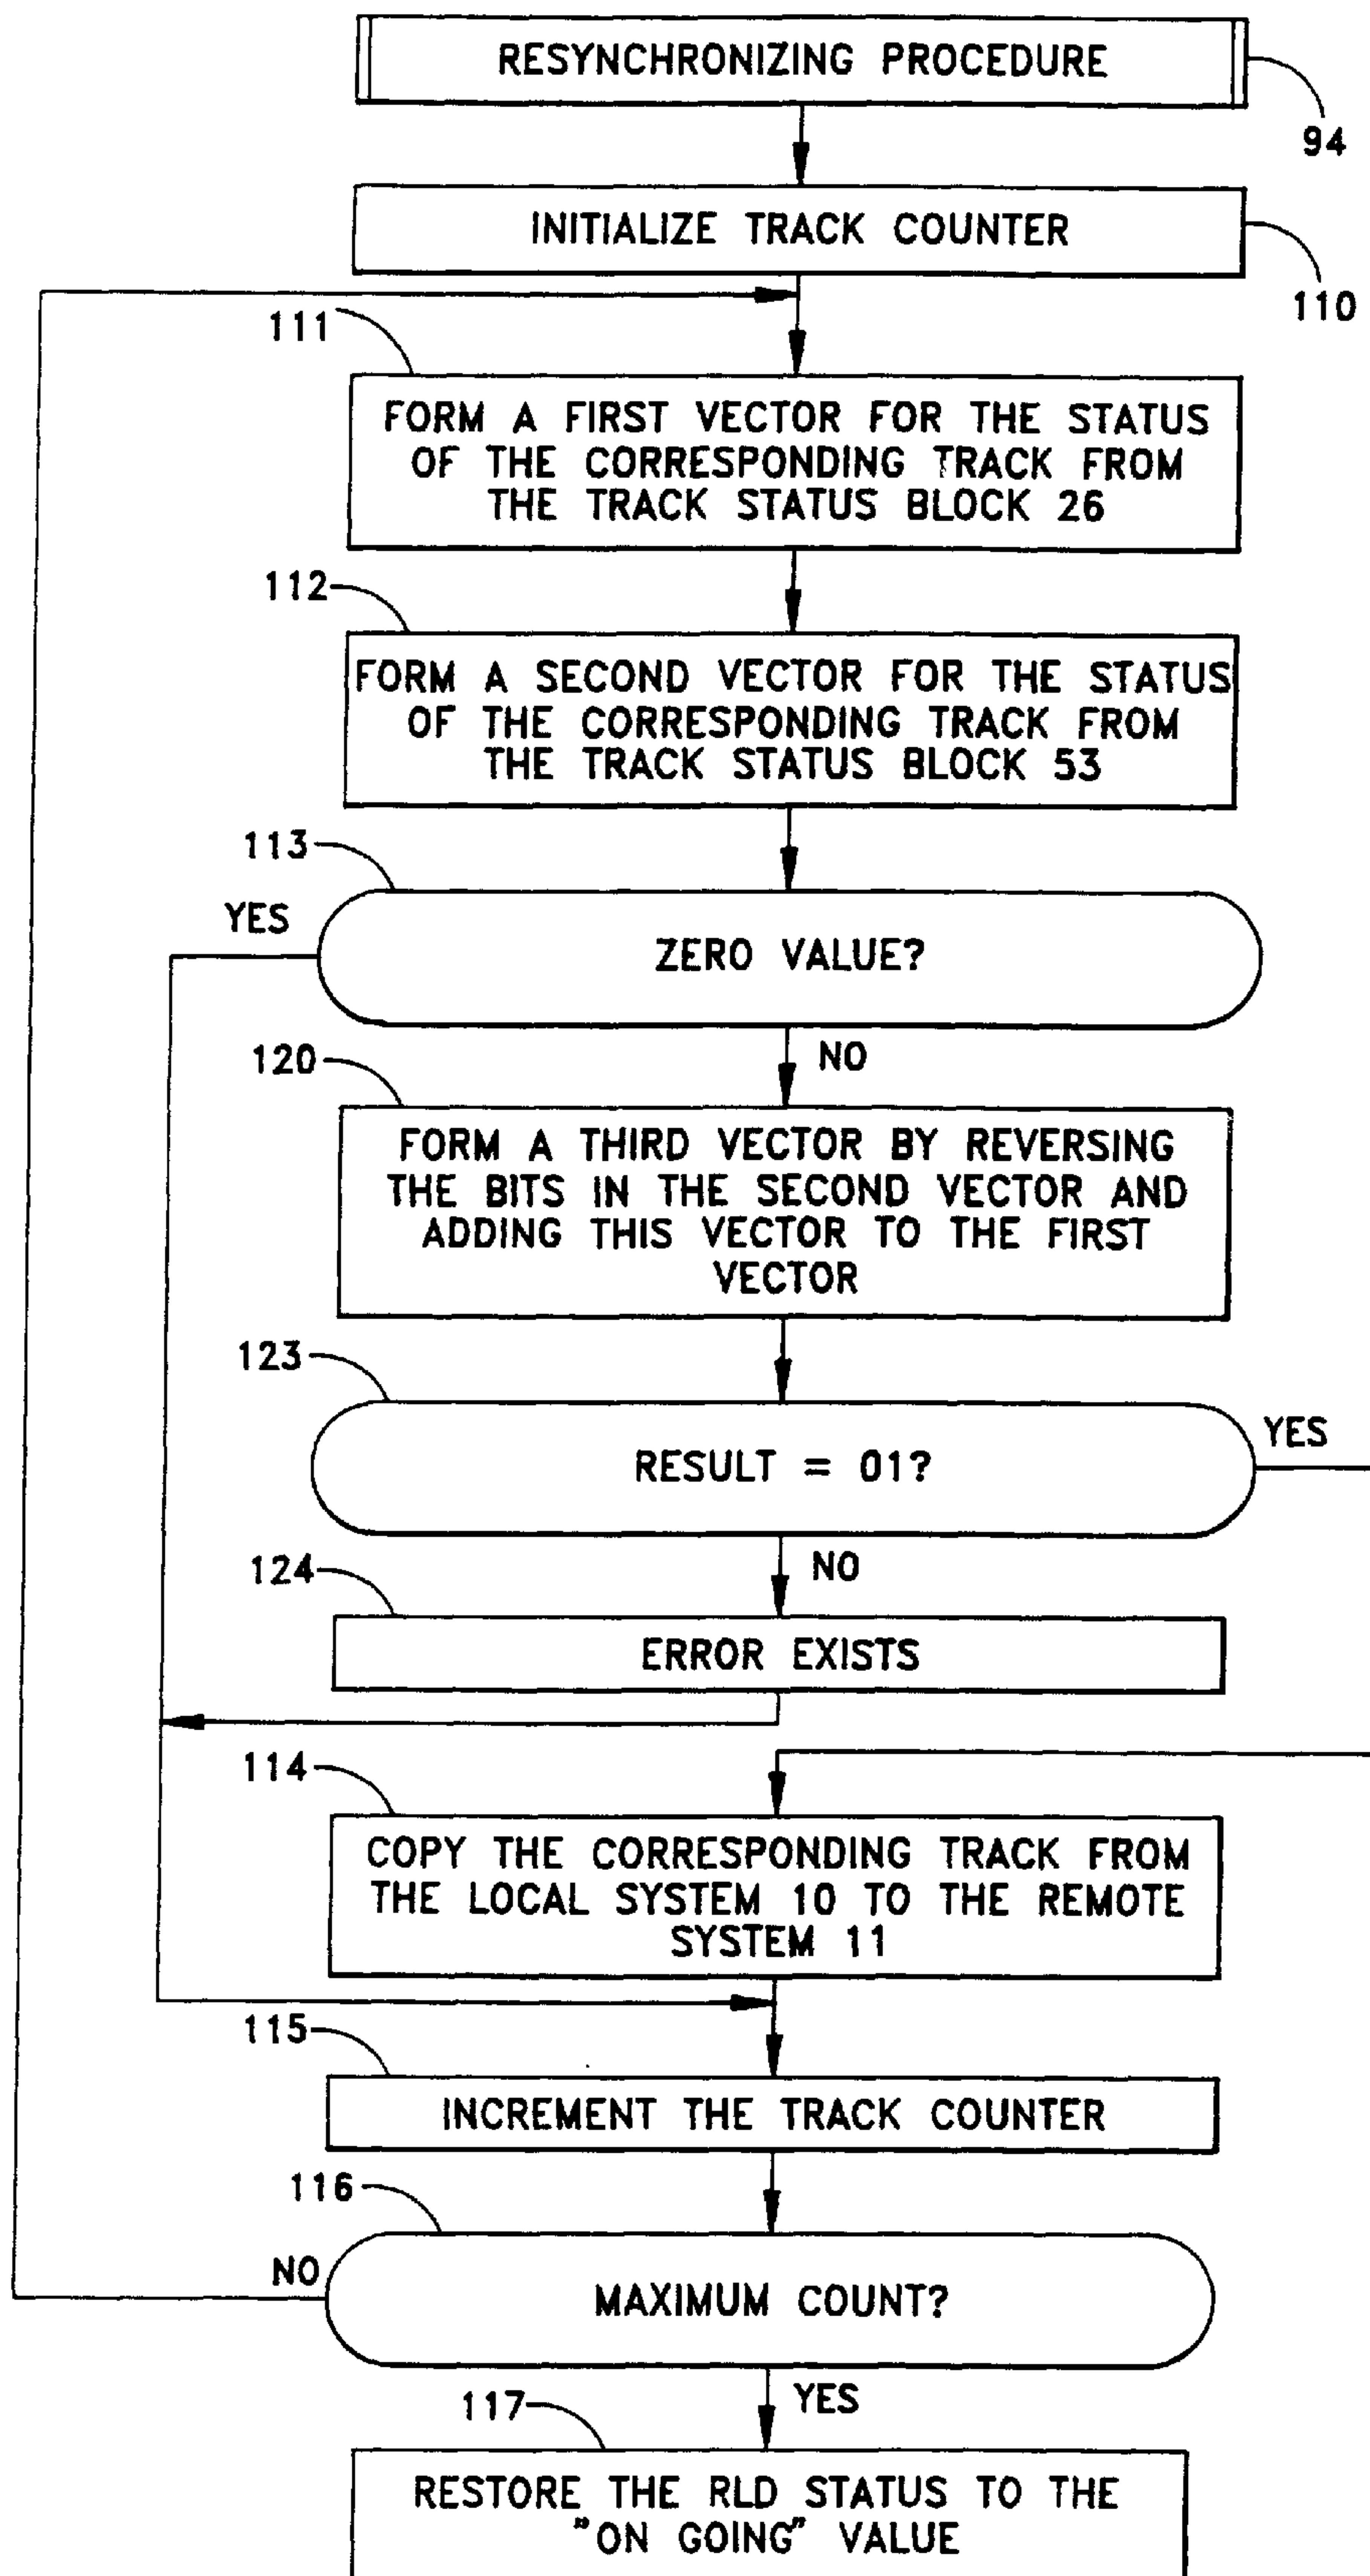 RESYNCHRONIZING PROCEDURE
94
INITIALIZE TRACK COUNTER
110
111
FORM A FIRST VECTOR FOR THE STATUS
OF THE CORRESPONDING TRACK FROM
THE TRACK STATUS BLOCK 26
112
FORM A SECOND VECTOR FOR THE STATUS
OF THE CORRESPONDING TRACK FROM
THE TRACK STATUS BLOCK 53
113
YES
ZERO VALUE?
NO
120
FORM A THIRD VECTOR BY REVERSING
THE BITS IN THE SECOND VECTOR AND
ADDING THIS VECTOR TO THE FIRST
VECTOR
123
YES
RESULT = 01?
NO
124
ERROR EXISTS
114
COPY THE CORRESPONDING TRACK FROM
THE LOCAL SYSTEM 10 TO THE REMOTE
SYSTEM 11
115
INCREMENT THE TRACK COUNTER
116
NO
MAXIMUM COUNT?
YES
117
RESTORE THE RLD STATUS TO THE
"ON GOING" VALUE